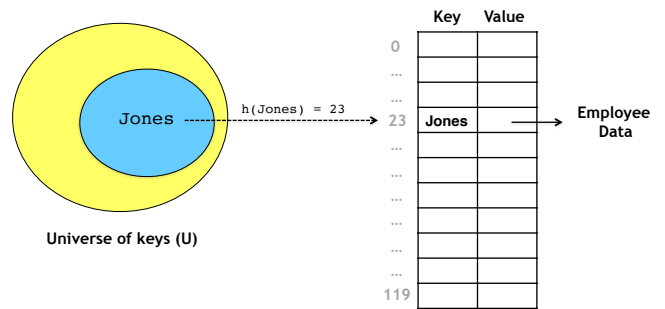 Key Value
0
...
...
Jones
h(Jones) = 23
23 Jones
Employee
Data
...
...
...
...
...
...
119
Universe of keys (U)